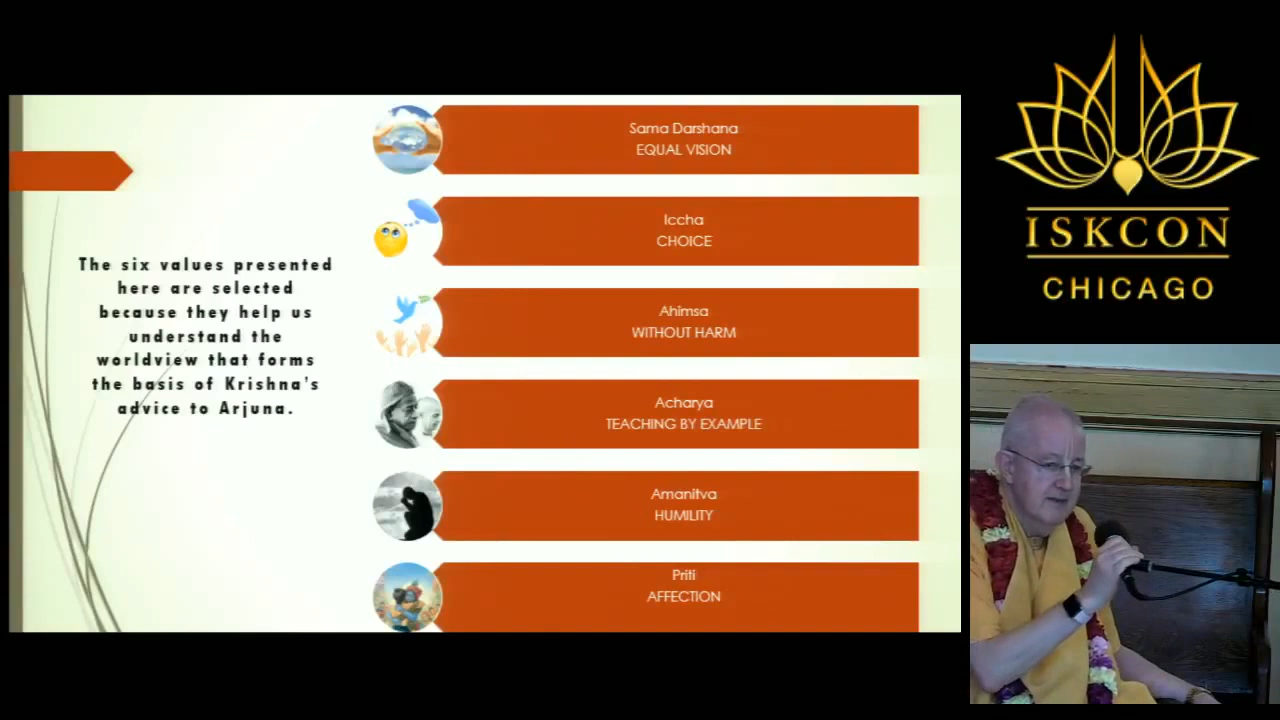 The six values presented
here are selected
because they help us
understand the
worldview that forms
the basis of Krishna's
advice to Arjuna.
Sama Darshana
EQUAL VISION
Iccha
CHOICE
Ahimsa
WITHOUT HARM
Acharya
TEACHING BY EXAMPLE
Amanitva
HUMILITY
Priti
AFFECTION
ISKCON
CHICAGO